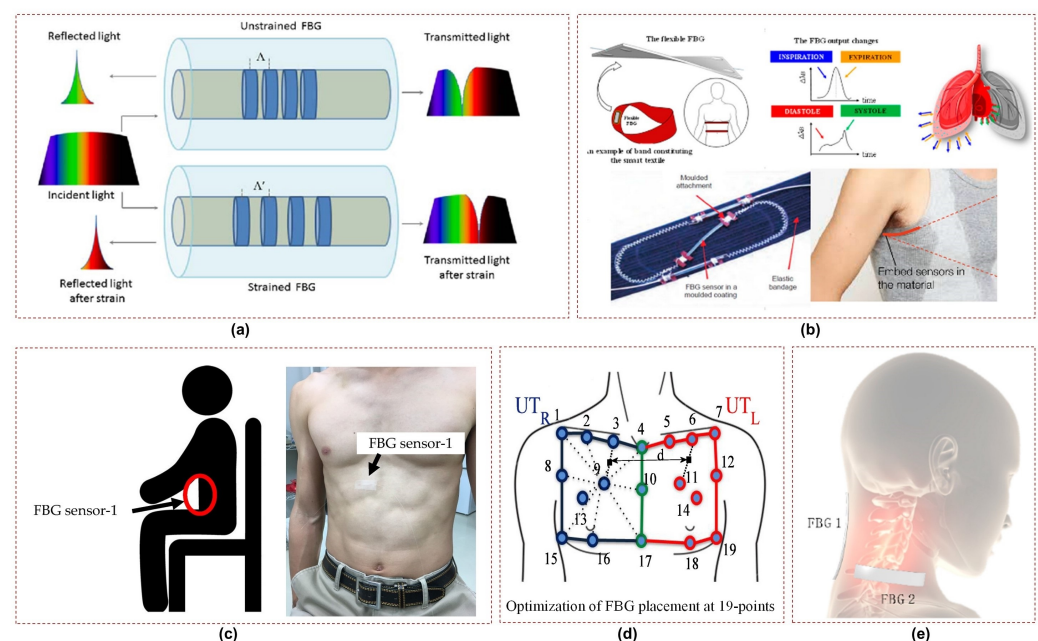 Unstrained FBG
Reflected light
Transmitted light
Λ
Incident light
Λ'
Reflected light
after strain
Strained FBG
Transmitted light
after strain
(a)
The flexible FBG
Flexible
FBG
an example of band constituting
the smart textile
The FBG output changes
INSPIRATION
EXPIRATION
ΔλB
time
DIASTOLE
SYSTOLE
ΔλB
time
Moulded
attachment
FBG sensor in a
moulded coating
Elastic
bandage
Embed sensors in
the material
(b)
FBG sensor-1
FBG sensor-1
(c)
UTR
UTL
1
2
3
4
5
6
7
8
9
d
10
11
12
13
14
15
16
17
18
19
Optimization of FBG placement at 19-points
(d)
FBG 1
FBG 2
(e)